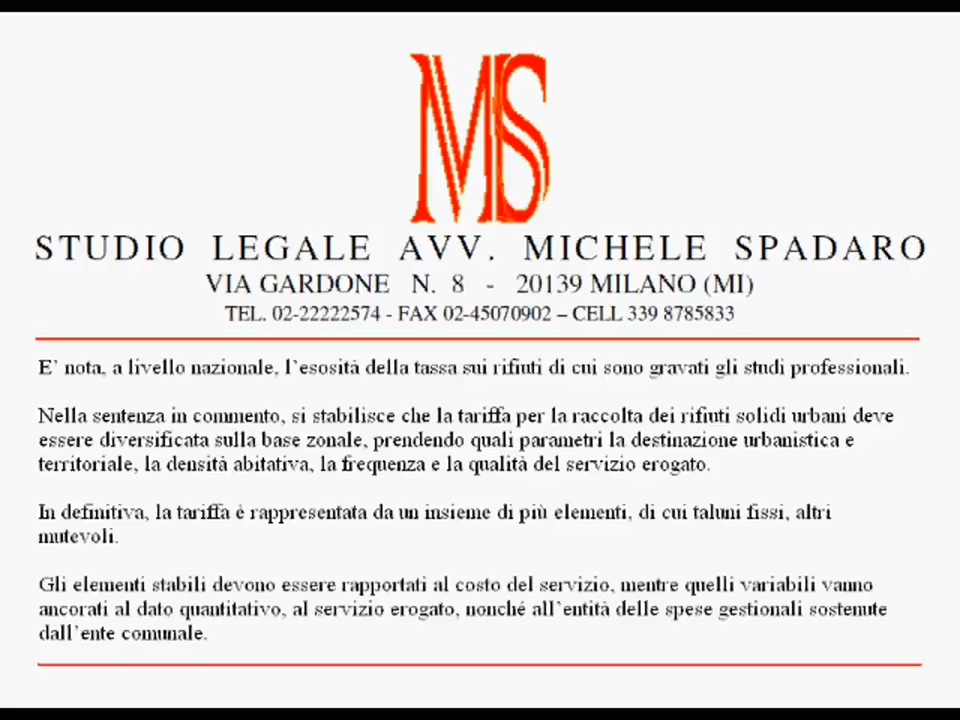 MS
STUDIO LEGALE AVV. MICHELE SPADARO
VIA GARDONE N. 8 - 20139 MILANO (MI)
TEL. 02-22222574 - FAX 02-45070902 – CELL 339 8785833
E' nota, a livello nazionale, l'esosità della tassa sui rifiuti di cui sono gravati gli studi professionali.
Nella sentenza in commento, si stabilisce che la tariffa per la raccolta dei rifiuti solidi urbani deve
essere diversificata sulla base zonale, prendendo quali parametri la destinazione urbanistica e
territoriale, la densità abitativa, la frequenza e la qualità del servizio erogato.
In definitiva, la tariffa è rappresentata da un insieme di più elementi, di cui taluni fissi, altri
mutevoli.
Gli elementi stabili devono essere rapportati al costo del servizio, mentre quelli variabili vanno
ancorati al dato quantitativo, al servizio erogato, nonché all'entità delle spese gestionali sostenute
dall'ente comunale.